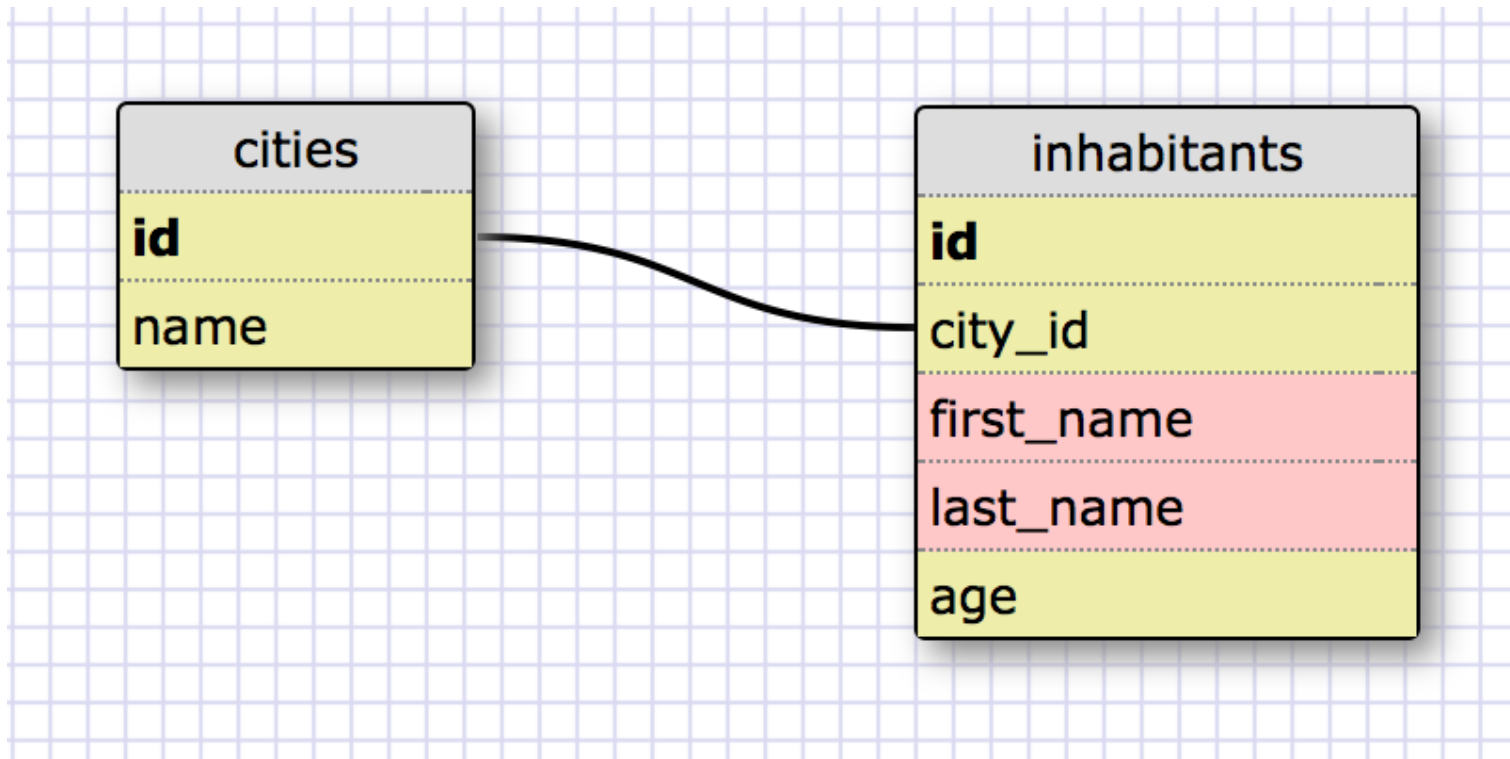 cities
id
name
inhabitants
id
city_id
first_name
last_name
age